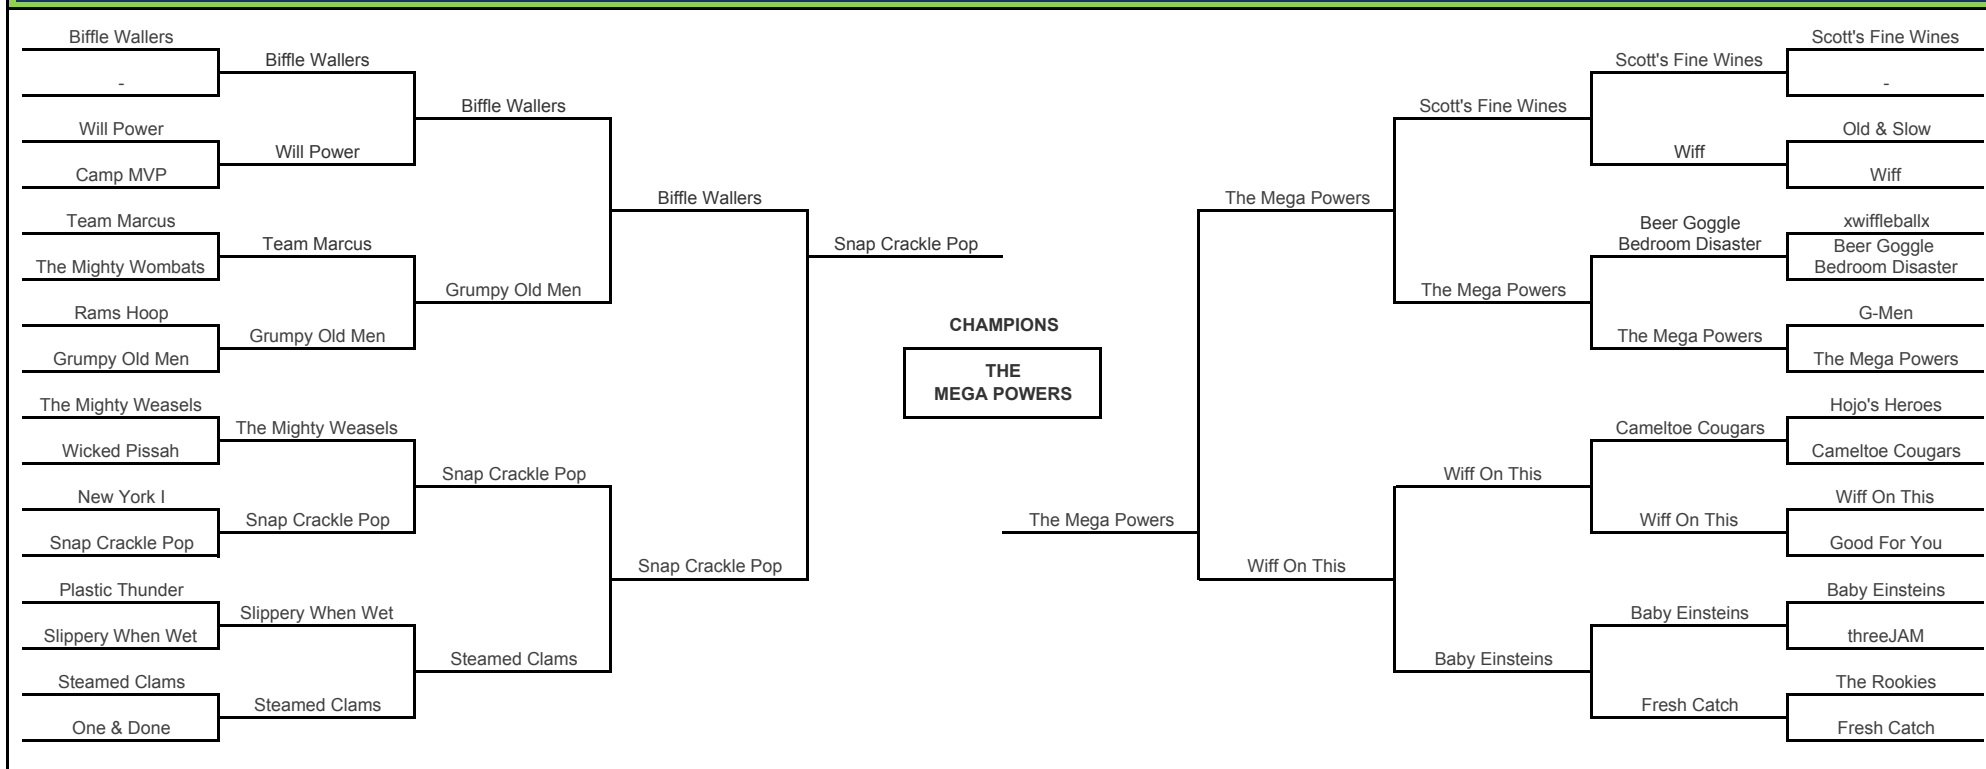 Biffle Wallers
-
Will Power
Camp MVP
Team Marcus
The Mighty Wombats
Rams Hoop
Grumpy Old Men
The Mighty Weasels
Wicked Pissah
New York I
Snap Crackle Pop
Plastic Thunder
Slippery When Wet
Steamed Clams
One & Done
Biffle Wallers
Will Power
Team Marcus
Grumpy Old Men
The Mighty Weasels
Snap Crackle Pop
Slippery When Wet
Steamed Clams
Biffle Wallers
Grumpy Old Men
Snap Crackle Pop
Steamed Clams
Biffle Wallers
Snap Crackle Pop
Snap Crackle Pop
CHAMPIONS
THE
MEGA POWERS
The Mega Powers
The Mega Powers
Wiff On This
Scott's Fine Wines
The Mega Powers
Wiff On This
Baby Einsteins
Scott's Fine Wines
Wiff
Beer Goggle
Bedroom Disaster
The Mega Powers
Cameltoe Cougars
Wiff On This
Baby Einsteins
Fresh Catch
Scott's Fine Wines
-
Old & Slow
Wiff
xwiffleballx
Beer Goggle
Bedroom Disaster
G-Men
The Mega Powers
Hojo's Heroes
Cameltoe Cougars
Wiff On This
Good For You
Baby Einsteins
threeJAM
The Rookies
Fresh Catch